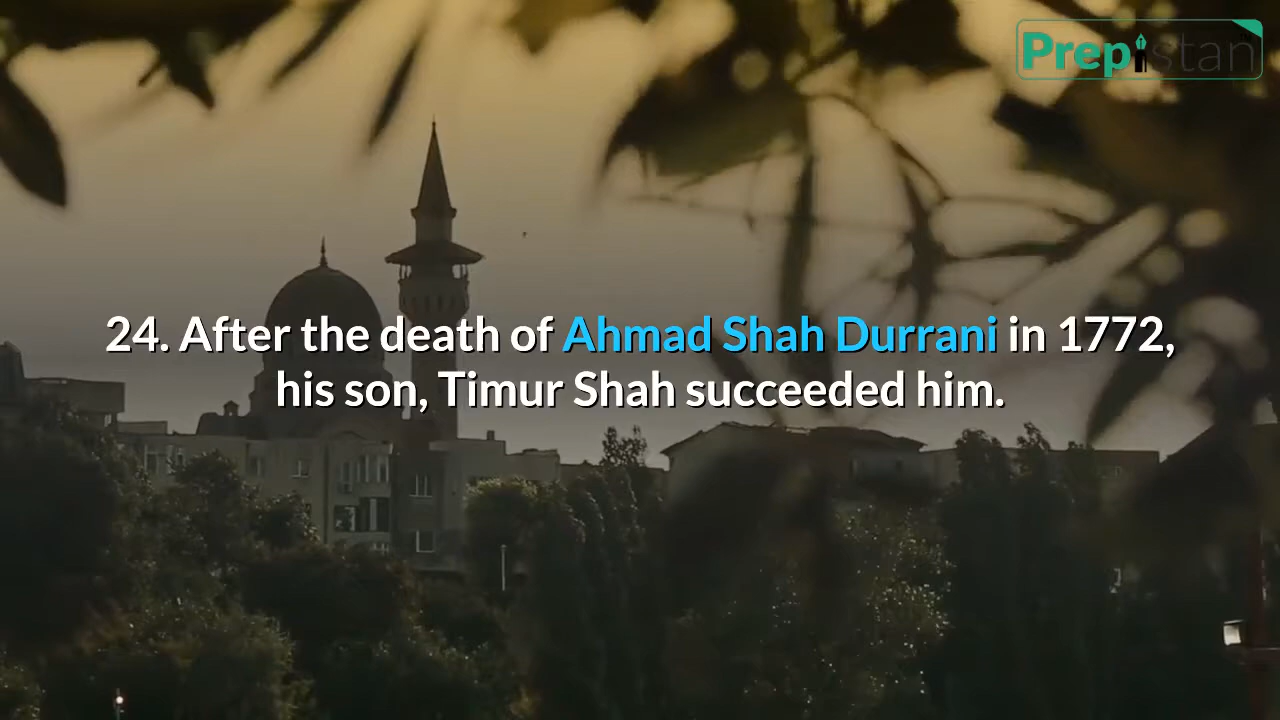 Prepistan
24. After the death of Ahmad Shah Durrani in 1772,
his son, Timur Shah succeeded him.